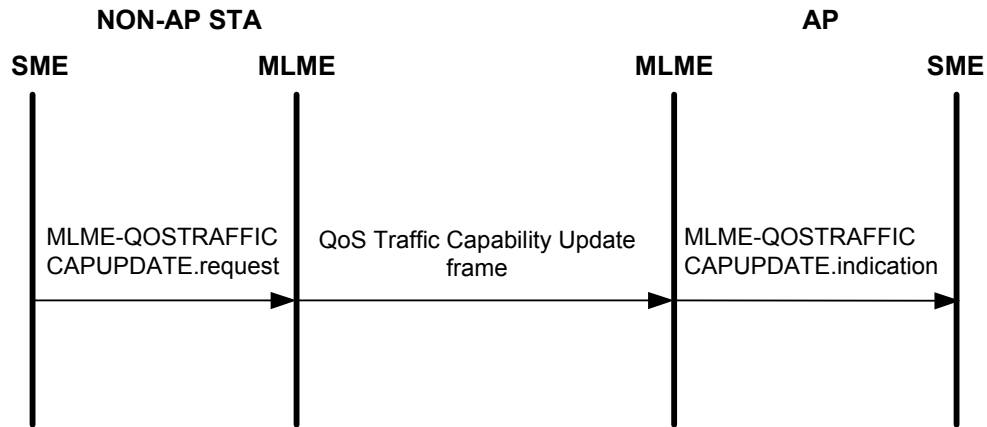 NON-AP STA AP
SME MLME MLME SME
MLME-QOSTRAFFIC
CAPUPDATE.request
QoS Traffic Capability Update
frame
MLME-QOSTRAFFIC
CAPUPDATE.indication